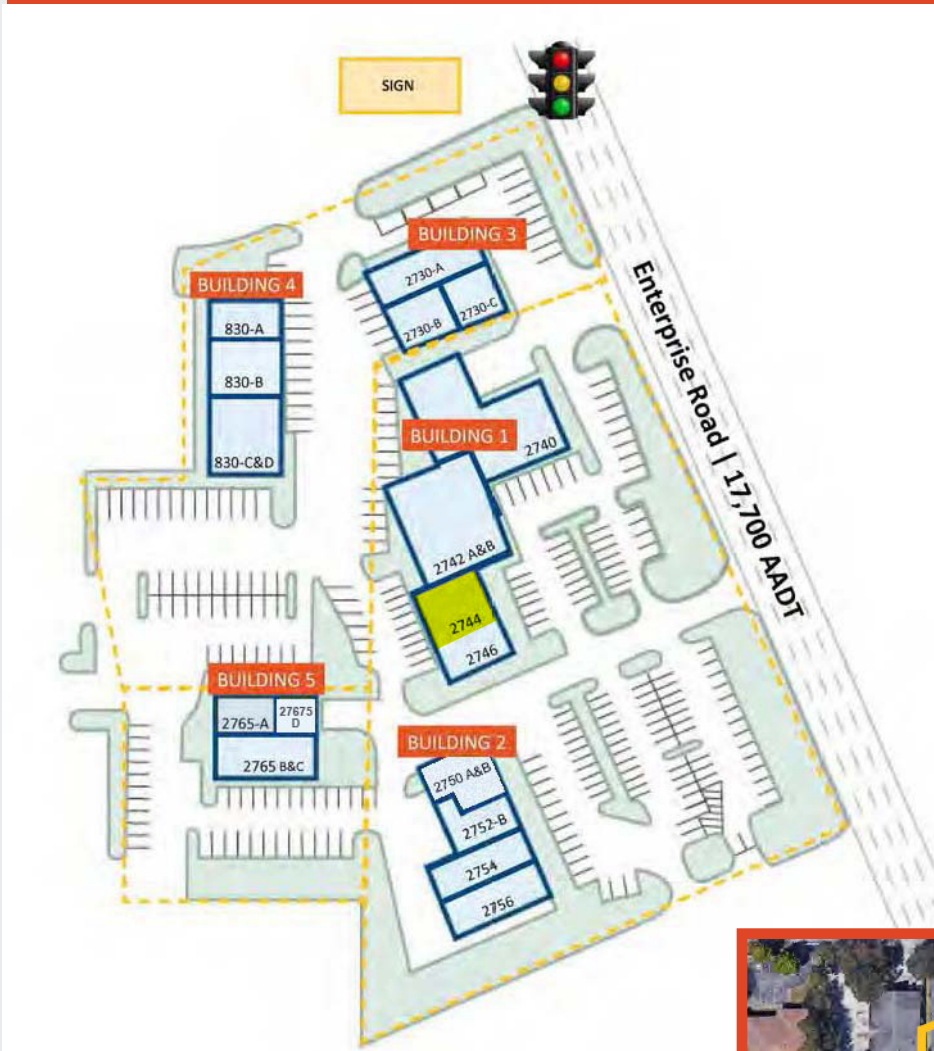 SIGN
BUILDING 3
2730-A
2730-B
2730-C
BUILDING 4
830-A
830-B
830-C&D
Enterprise Road | 17,700 AADT
BUILDING 1
2740
2742 A&B
2744
2746
BUILDING 5
2765-A
27675
D
2765 B&C
BUILDING 2
2750 A&B
2752-B
2754
2756